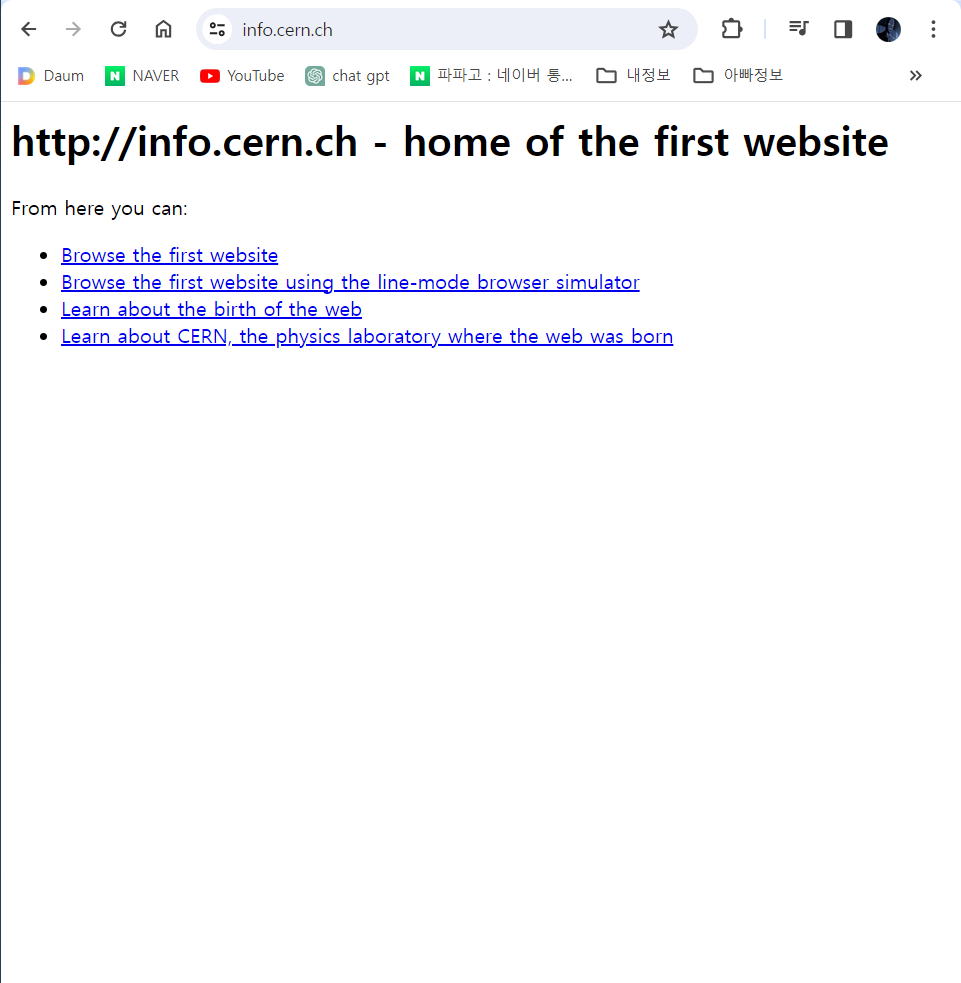 info.cern.ch
Daum NAVER YouTube chat gpt 파파고 : 네이버 통... 내정보 아빠정보
http://info.cern.ch - home of the first website
From here you can:
Browse the first website
Browse the first website using the line-mode browser simulator
Learn about the birth of the web
Learn about CERN, the physics laboratory where the web was born